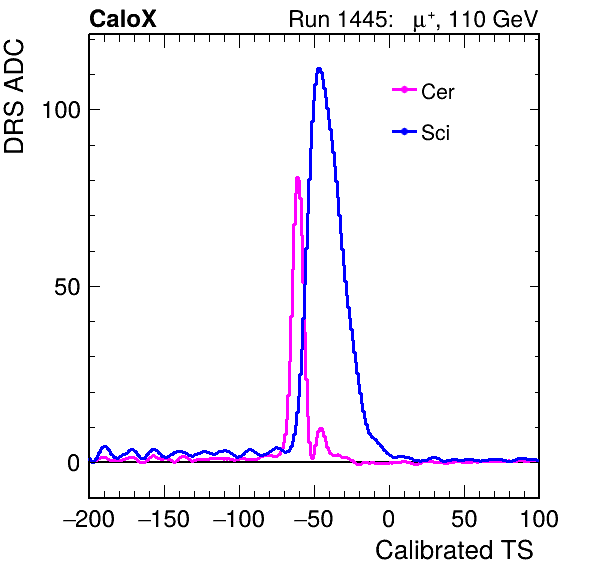 CaloX Run 1445: μ⁺, 110 GeV
DRS ADC
Cer
Sci
100
50
0
−200 −150 −100 −50 0 50 100
Calibrated TS